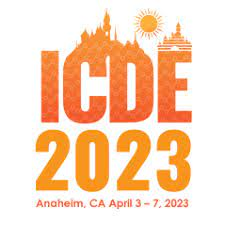 ICDE
2023
Anaheim, CA April 3 – 7, 2023